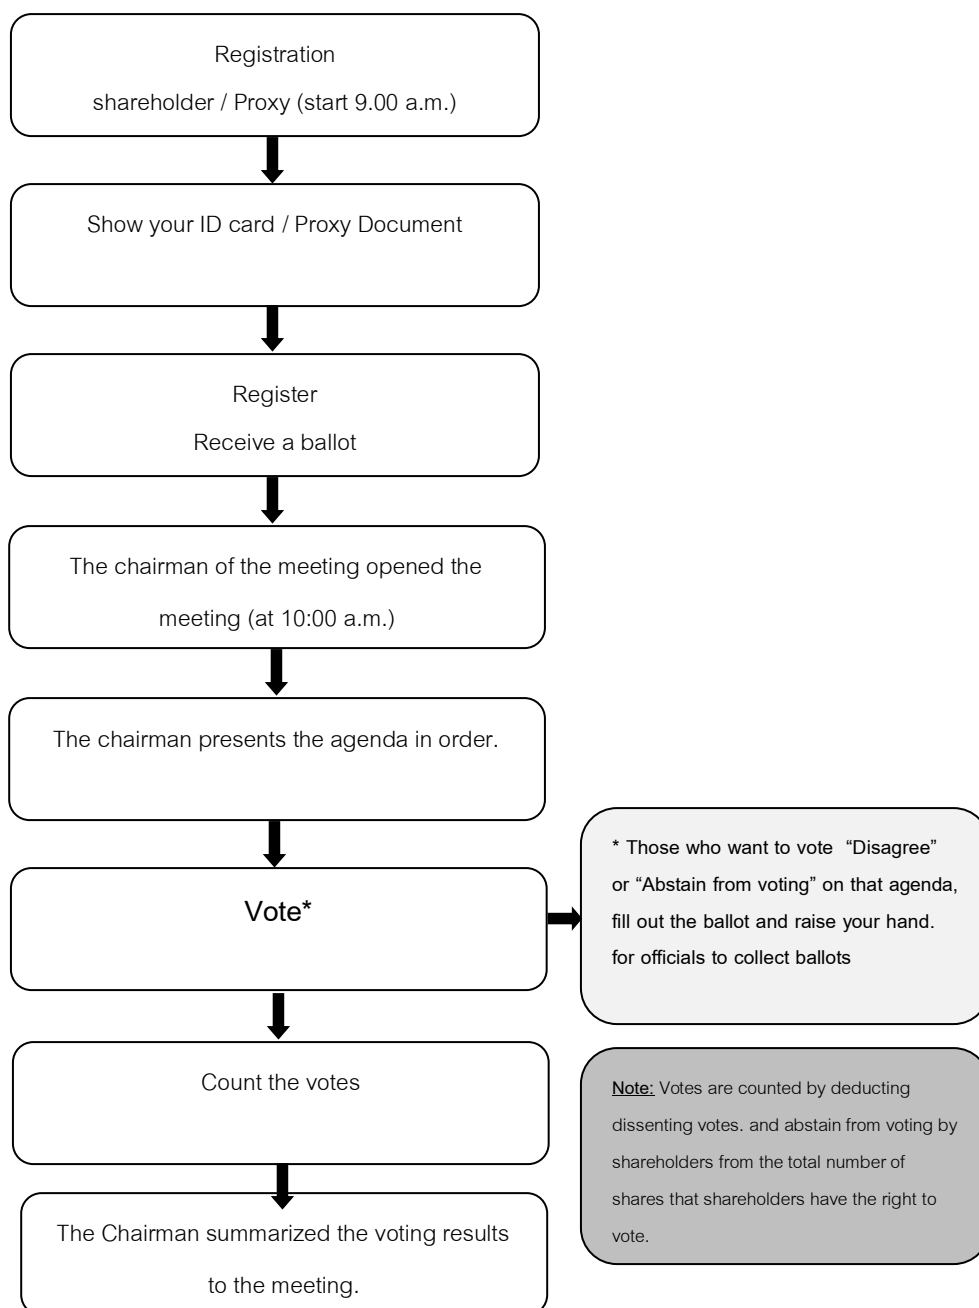 Registration
shareholder / Proxy (start 9.00 a.m.)
Show your ID card / Proxy Document
Register
Receive a ballot
The chairman of the meeting opened the
meeting (at 10:00 a.m.)
The chairman presents the agenda in order.
Vote*
* Those who want to vote “Disagree”
or “Abstain from voting” on that agenda,
fill out the ballot and raise your hand.
for officials to collect ballots
Count the votes
Note: Votes are counted by deducting
dissenting votes. and abstain from voting by
shareholders from the total number of
shares that shareholders have the right to
vote.
The Chairman summarized the voting results
to the meeting.